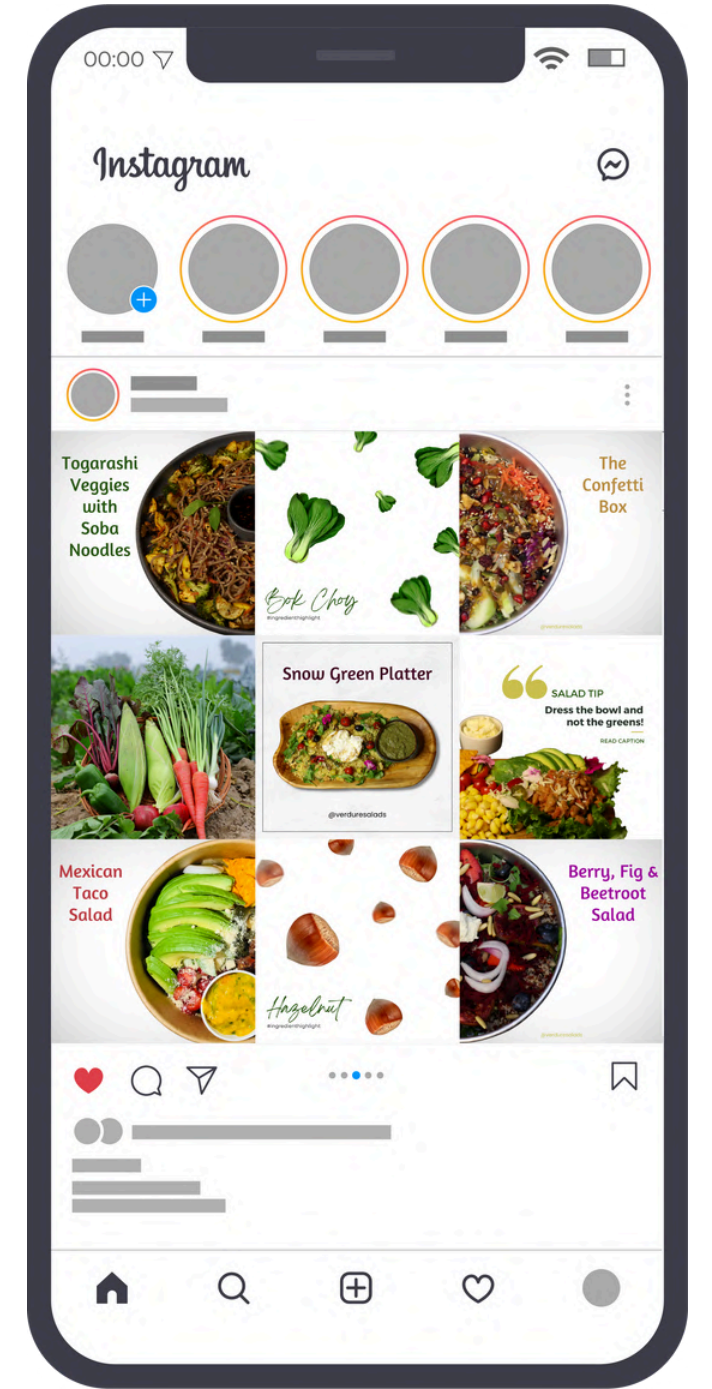 00:00
Instagram
Togarashi
Veggies
with
Soba
Noodles
Bok Choy
#ingredienthighlight
The
Confetti
Box
@verduresalads
Snow Green Platter
@verduresalads
SALAD TIP
Dress the bowl and
not the greens!
READ CAPTION
Mexican
Taco
Salad
Hazelnut
#ingredienthighlight
Berry, Fig &
Beetroot
Salad
@verduresalads